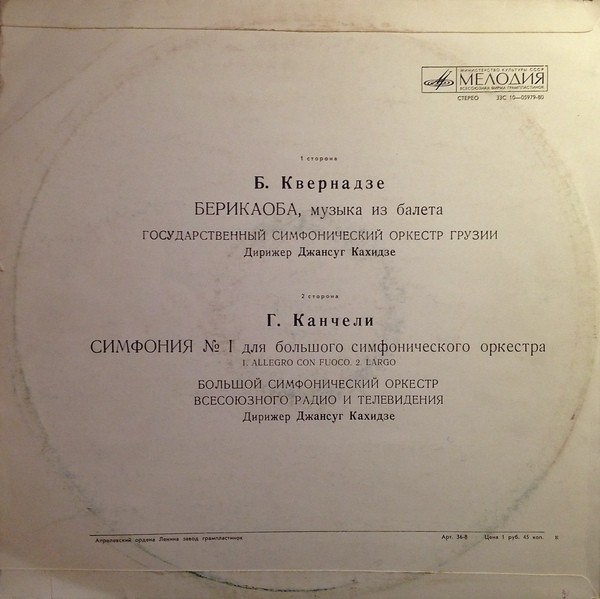 МИНИСТЕРСТВО КУЛЬТУРЫ СССР
МЕЛОДИЯ
ВСЕСОЮЗНАЯ ФИРМА ГРАМПЛАСТИНОК
СТЕРЕО 33С 10—05979-80
1 сторона
Б. Квернадзе
БЕРИКАОБА, музыка из балета
ГОСУДАРСТВЕННЫЙ СИМФОНИЧЕСКИЙ ОРКЕСТР ГРУЗИИ
Дирижер Джансуг Кахидзе
2 сторона
Г. Канчели
СИМФОНИЯ № 1 для большого симфонического оркестра
1. ALLEGRO CON FUOCO. 2. LARGO
БОЛЬШОЙ СИМФОНИЧЕСКИЙ ОРКЕСТР
ВСЕСОЮЗНОГО РАДИО И ТЕЛЕВИДЕНИЯ
Дирижер Джансуг Кахидзе
Апрелевский ордена Ленина завод грампластинок Арт. 36-8 Цена 1 руб. 45 коп.